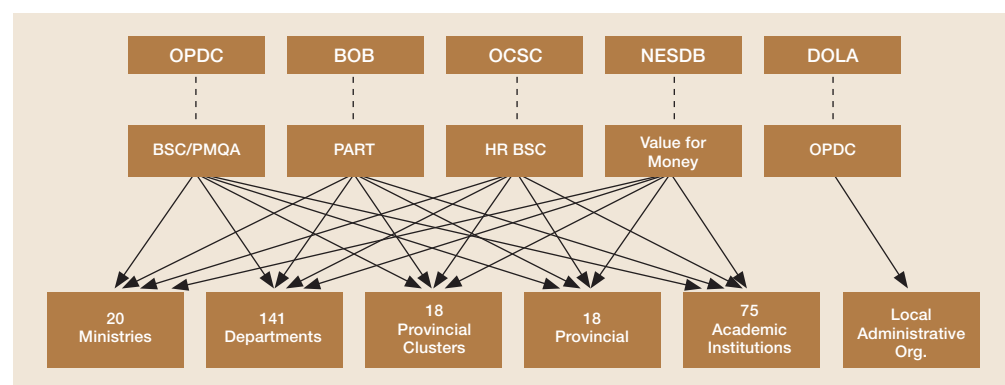 OPDC
BOB
OCSC
NESDB
DOLA
BSC/PMQA
PART
HR BSC
Value for
Money
OPDC
20
Ministries
141
Departments
18
Provincial
Clusters
18
Provincial
75
Academic
Institutions
Local
Administrative
Org.